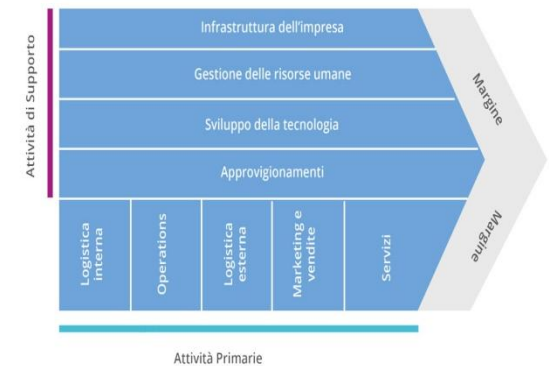 Infrastruttura dell'impresa
Gestione delle risorse umane
Sviluppo della tecnologia
Approvigionamenti
Attività di Supporto
Margine
Margine
Logistica
interna
Operations
Logistica
esterna
Marketing e
vendite
Servizi
Attività Primarie